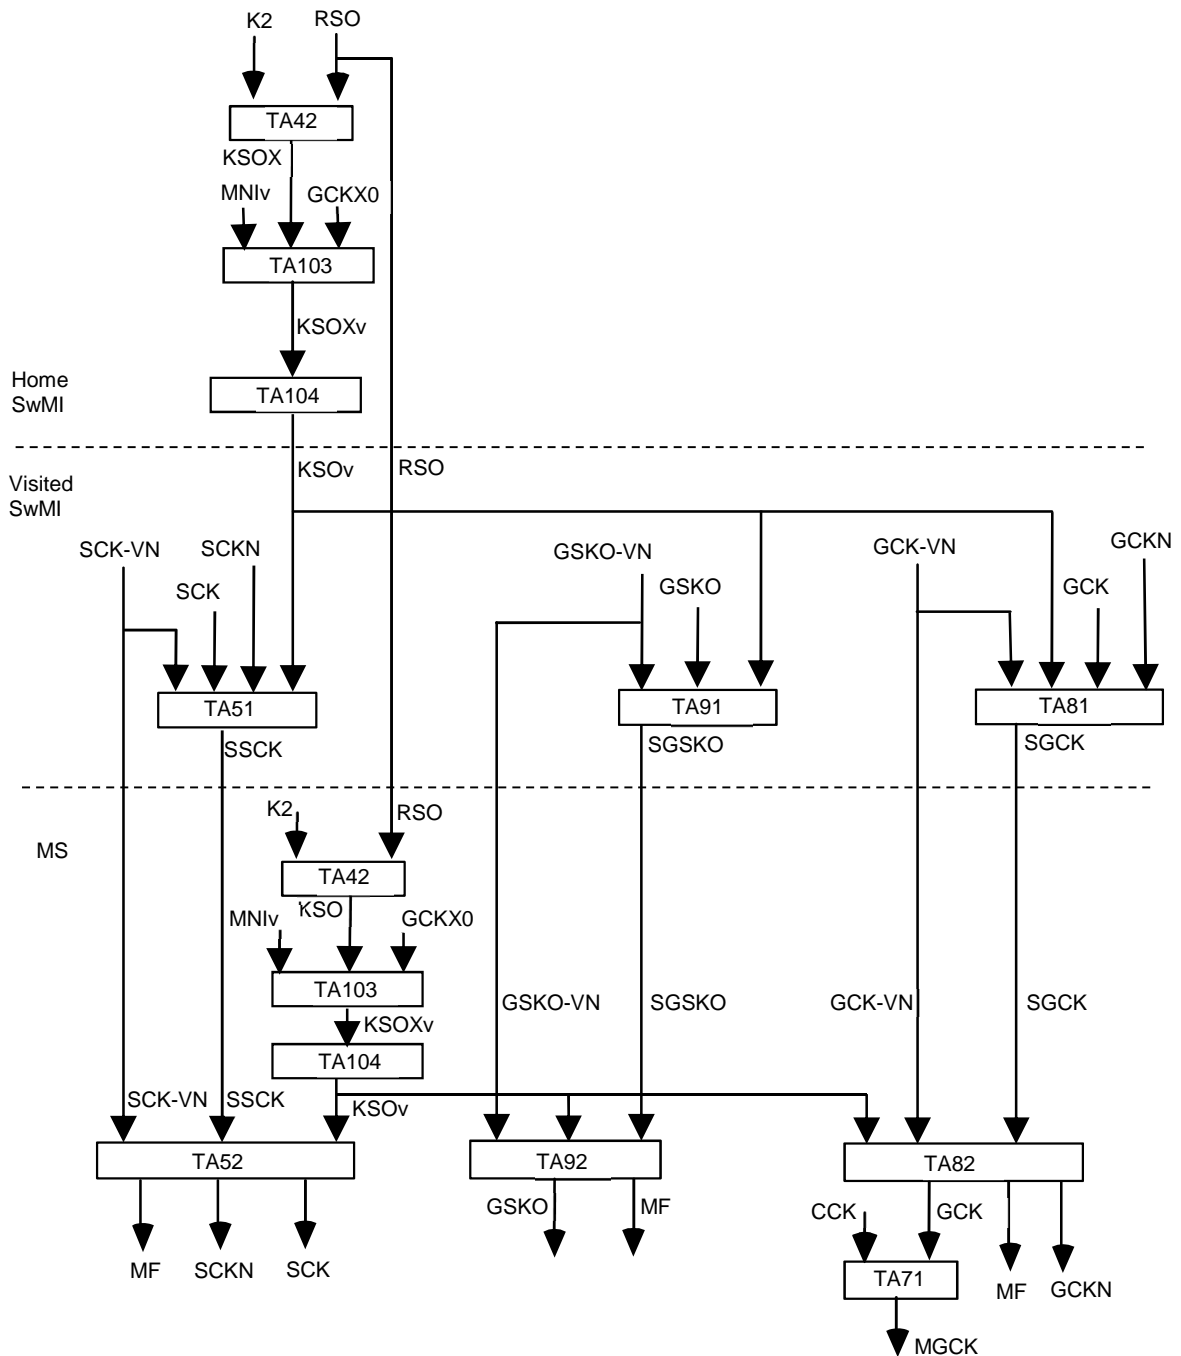 K2
RSO
TA42
KSOX
MNIv
GCKX0
TA103
KSOXv
Home
SwMI
TA104
KSOv
RSO
Visited
SwMI
SCK-VN
SCKN
GSKO-VN
GCK-VN
GCKN
SCK
GSKO
GCK
TA51
TA91
TA81
SSCK
SGSKO
SGCK
K2
RSO
MS
TA42
KSO
MNIv
GCKX0
TA103
GSKO-VN
SGSKO
GCK-VN
SGCK
KSOXv
TA104
SCK-VN
SSCK
KSOv
TA52
TA92
TA82
GSKO
MF
CCK
GCK
MF
SCKN
SCK
TA71
MF
GCKN
MGCK